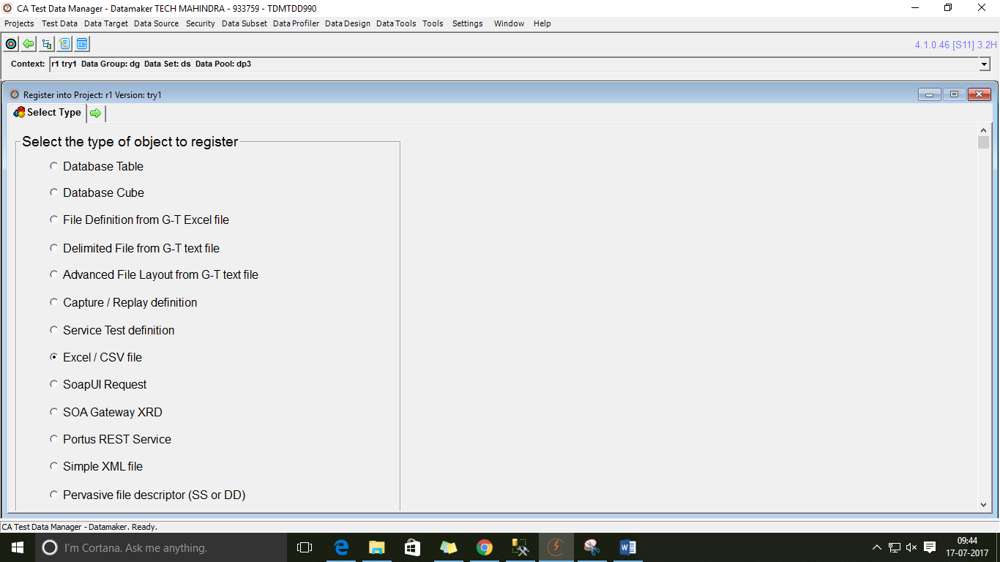 CA Test Data Manager - Datamaker TECH MAHINDRA - 933759 - TDMTDD990
Projects Test Data Data Target Data Source Security Data Subset Data Profiler Data Design Data Tools Tools Settings Window Help
4.1.0.46 [S11] 3.2H
Context: r1 try1 Data Group: dg Data Set: ds Data Pool: dp3
Register into Project: r1 Version: try1
Select Type
Select the type of object to register
Database Table
Database Cube
File Definition from G-T Excel file
Delimited File from G-T text file
Advanced File Layout from G-T text file
Capture / Replay definition
Service Test definition
Excel / CSV file
SoapUI Request
SOA Gateway XRD
Portus REST Service
Simple XML file
Pervasive file descriptor (SS or DD)
CA Test Data Manager - Datamaker. Ready.
I'm Cortana. Ask me anything.
09:44
17-07-2017